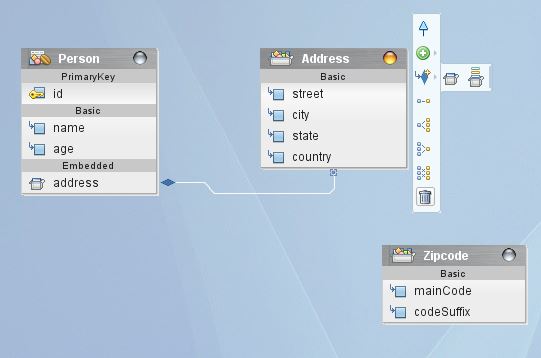 Person
PrimaryKey
id
Basic
name
age
Embedded
address
Address
Basic
street
city
state
country
Zipcode
Basic
mainCode
codeSuffix